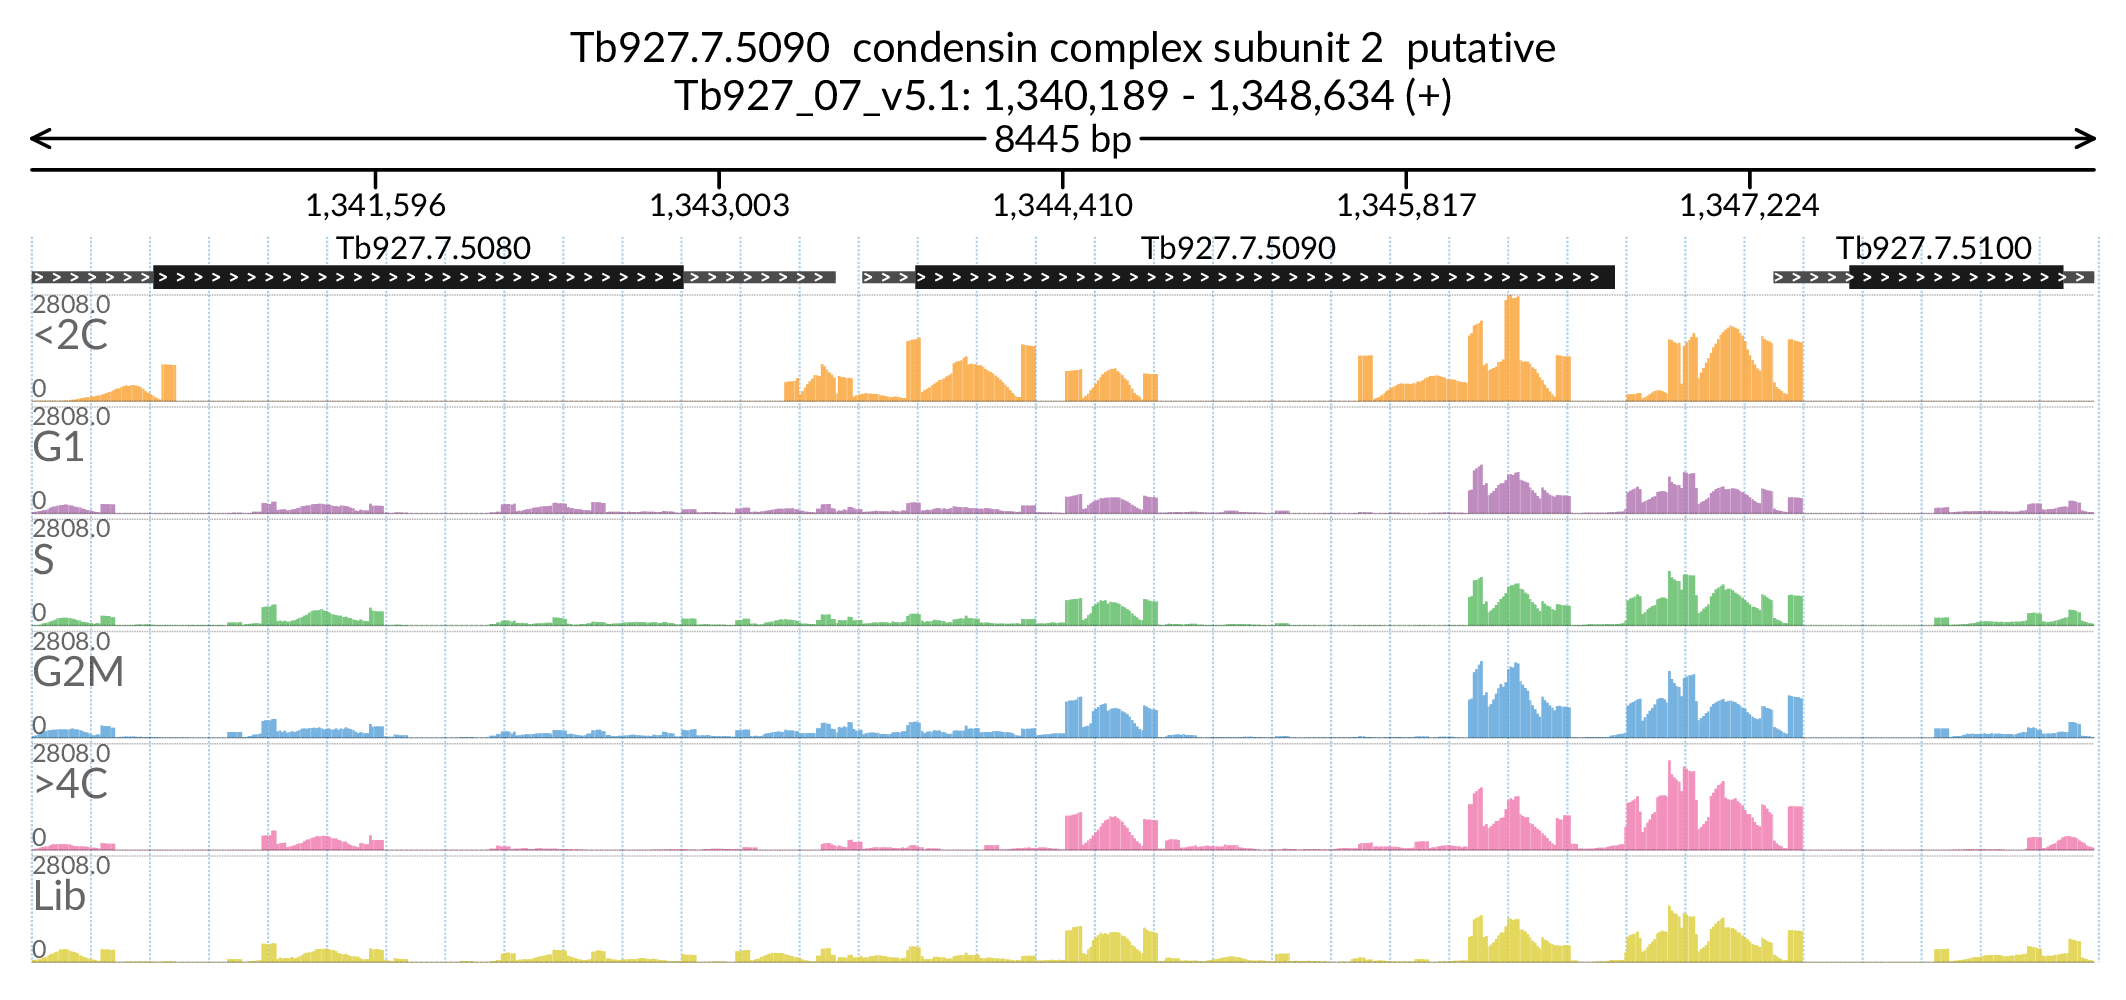 Tb927.7.5090 condensin complex subunit 2 putative
Tb927_07_v5.1: 1,340,189 - 1,348,634 (+)
8445 bp
1,341,596 1,343,003 1,344,410 1,345,817 1,347,224
Tb927.7.5080 Tb927.7.5090 Tb927.7.5100
2808.0
<2C
0
2808.0
G1
0
2808.0
S
0
2808.0
G2M
0
2808.0
>4C
0
2808.0
Lib
0